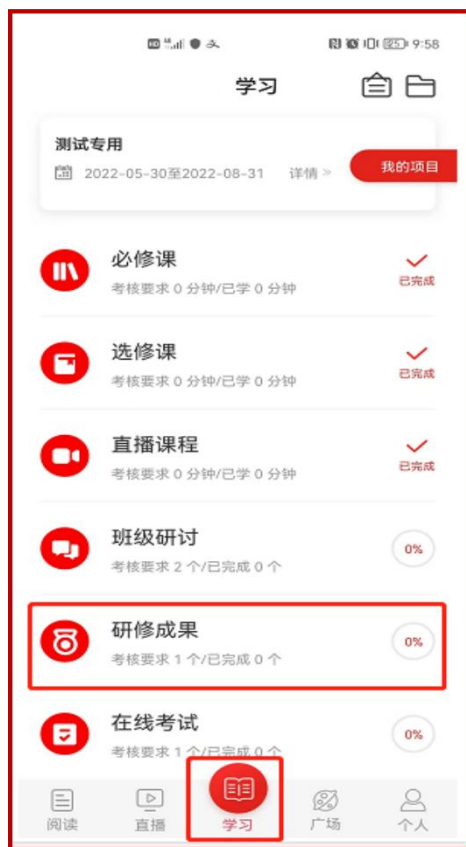 HD 4G 25 9:58
学习
测试专用
2022-05-30至2022-08-31 详情 » 我的项目
必修课
考核要求 0 分钟/已学 0 分钟 已完成
选修课
考核要求 0 分钟/已学 0 分钟 已完成
直播课程
考核要求 0 分钟/已学 0 分钟 已完成
班级研讨
考核要求 2 个/已完成 0 个 0%
研修成果
考核要求 1 个/已完成 0 个 0%
在线考试
考核要求 1 个/已完成 0 个 0%
阅读 直播 学习 广场 个人